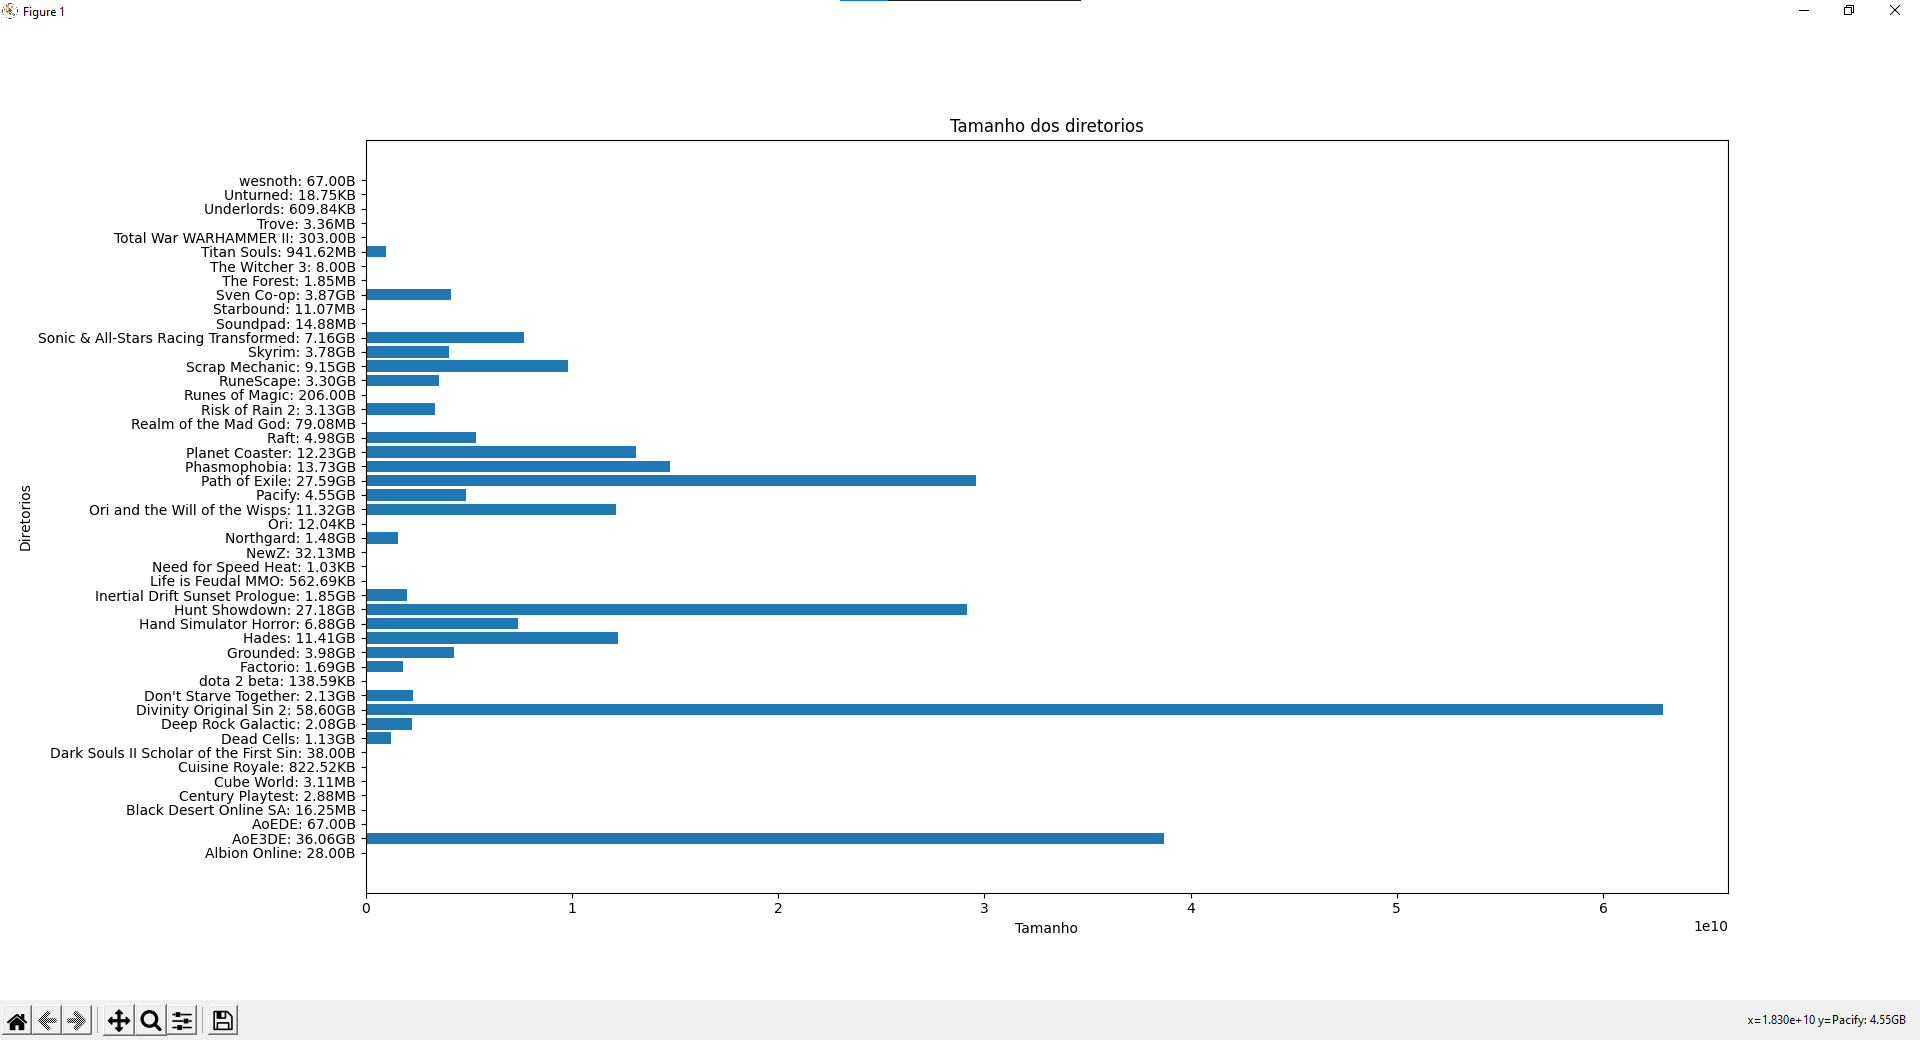 Figure 1
Tamanho dos diretorios
wesnoth: 67.00B
Unturned: 18.75KB
Underlords: 609.84KB
Trove: 3.36MB
Total War WARHAMMER II: 303.00B
Titan Souls: 941.62MB
The Witcher 3: 8.00B
The Forest: 1.85MB
Sven Co-op: 3.87GB
Starbound: 11.07MB
Soundpad: 14.88MB
Sonic & All-Stars Racing Transformed: 7.16GB
Skyrim: 3.78GB
Scrap Mechanic: 9.15GB
RuneScape: 3.30GB
Runes of Magic: 206.00B
Risk of Rain 2: 3.13GB
Realm of the Mad God: 79.08MB
Raft: 4.98GB
Planet Coaster: 12.23GB
Phasmophobia: 13.73GB
Path of Exile: 27.59GB
Pacify: 4.55GB
Ori and the Will of the Wisps: 11.32GB
Ori: 12.04KB
Northgard: 1.48GB
NewZ: 32.13MB
Need for Speed Heat: 1.03KB
Life is Feudal MMO: 562.69KB
Inertial Drift Sunset Prologue: 1.85GB
Hunt Showdown: 27.18GB
Hand Simulator Horror: 6.88GB
Hades: 11.41GB
Grounded: 3.98GB
Factorio: 1.69GB
dota 2 beta: 138.59KB
Don't Starve Together: 2.13GB
Divinity Original Sin 2: 58.60GB
Deep Rock Galactic: 2.08GB
Dead Cells: 1.13GB
Dark Souls II Scholar of the First Sin: 38.00B
Cuisine Royale: 822.52KB
Cube World: 3.11MB
Century Playtest: 2.88MB
Black Desert Online SA: 16.25MB
AoEDE: 67.00B
AoE3DE: 36.06GB
Albion Online: 28.00B
Diretorios
0 1 2 3 4 5 6
1e10
Tamanho
x=1.830e+10 y=Pacify: 4.55GB